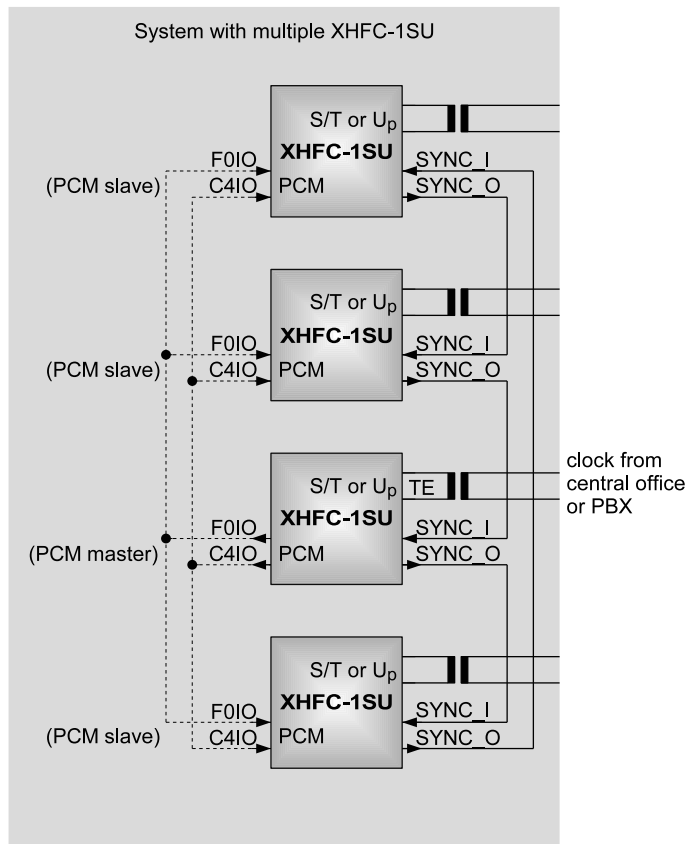 System with multiple XHFC-1SU
S/T or Up
XHFC-1SU
F0IO
SYNC_I
(PCM slave)
C4IO
PCM
SYNC_O
S/T or Up
XHFC-1SU
F0IO
SYNC_I
(PCM slave)
C4IO
PCM
SYNC_O
S/T or Up
TE
clock from
central office
or PBX
XHFC-1SU
F0IO
SYNC_I
(PCM master)
C4IO
PCM
SYNC_O
S/T or Up
XHFC-1SU
F0IO
SYNC_I
(PCM slave)
C4IO
PCM
SYNC_O